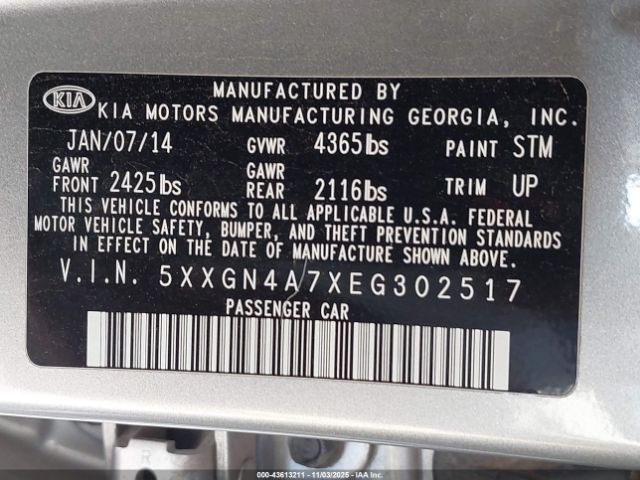 MANUFACTURED BY
KIA KIA MOTORS MANUFACTURING GEORGIA, INC.
JAN/07/14 GVWR 4365lbs PAINT STM
GAWR FRONT 2425lbs GAWR REAR 2116lbs TRIM UP
THIS VEHICLE CONFORMS TO ALL APPLICABLE U.S.A. FEDERAL
MOTOR VEHICLE SAFETY, BUMPER, AND THEFT PREVENTION STANDARDS
IN EFFECT ON THE DATE OF MANUFACTURE SHOWN ABOVE.
V.I.N. 5XXGN4A7XEG302517
PASSENGER CAR
R
000-43613211 - 11/03/2025 - IAAI.COM